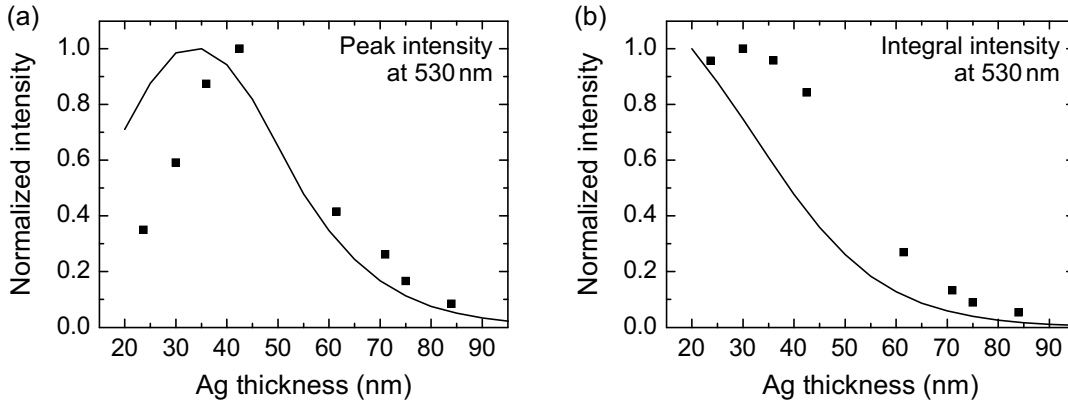 (a)
Peak intensity
at 530 nm
Normalized intensity
1.0
0.8
0.6
0.4
0.2
0.0
20 30 40 50 60 70 80 90
Ag thickness (nm)
(b)
Integral intensity
at 530 nm
Normalized intensity
1.0
0.8
0.6
0.4
0.2
0.0
20 30 40 50 60 70 80 90
Ag thickness (nm)